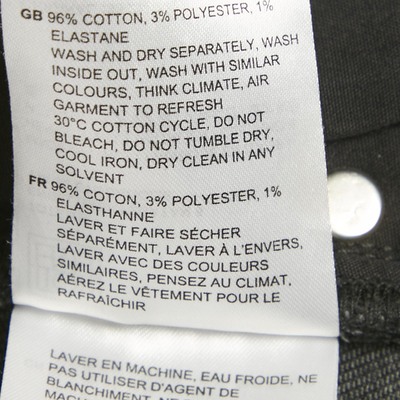 GB 96% COTTON, 3% POLYESTER, 1%
ELASTANE
WASH AND DRY SEPARATELY, WASH
INSIDE OUT, WASH WITH SIMILAR
COLOURS, THINK CLIMATE, AIR
GARMENT TO REFRESH
30°C COTTON CYCLE, DO NOT
BLEACH, DO NOT TUMBLE DRY,
COOL IRON, DRY CLEAN IN ANY
SOLVENT
FR 96% COTON, 3% POLYESTER, 1%
ELASTHANNE
LAVER ET FAIRE SÉCHER
SÉPARÉMENT, LAVER À L'ENVERS,
LAVER AVEC DES COULEURS
SIMILAIRES, PENSEZ AU CLIMAT,
AÉREZ LE VÊTEMENT POUR LE
RAFRAÎCHIR
LAVER EN MACHINE, EAU FROIDE, NE
PAS UTILISER D'AGENT DE
BLANCHIMENT, NE
MACHINE